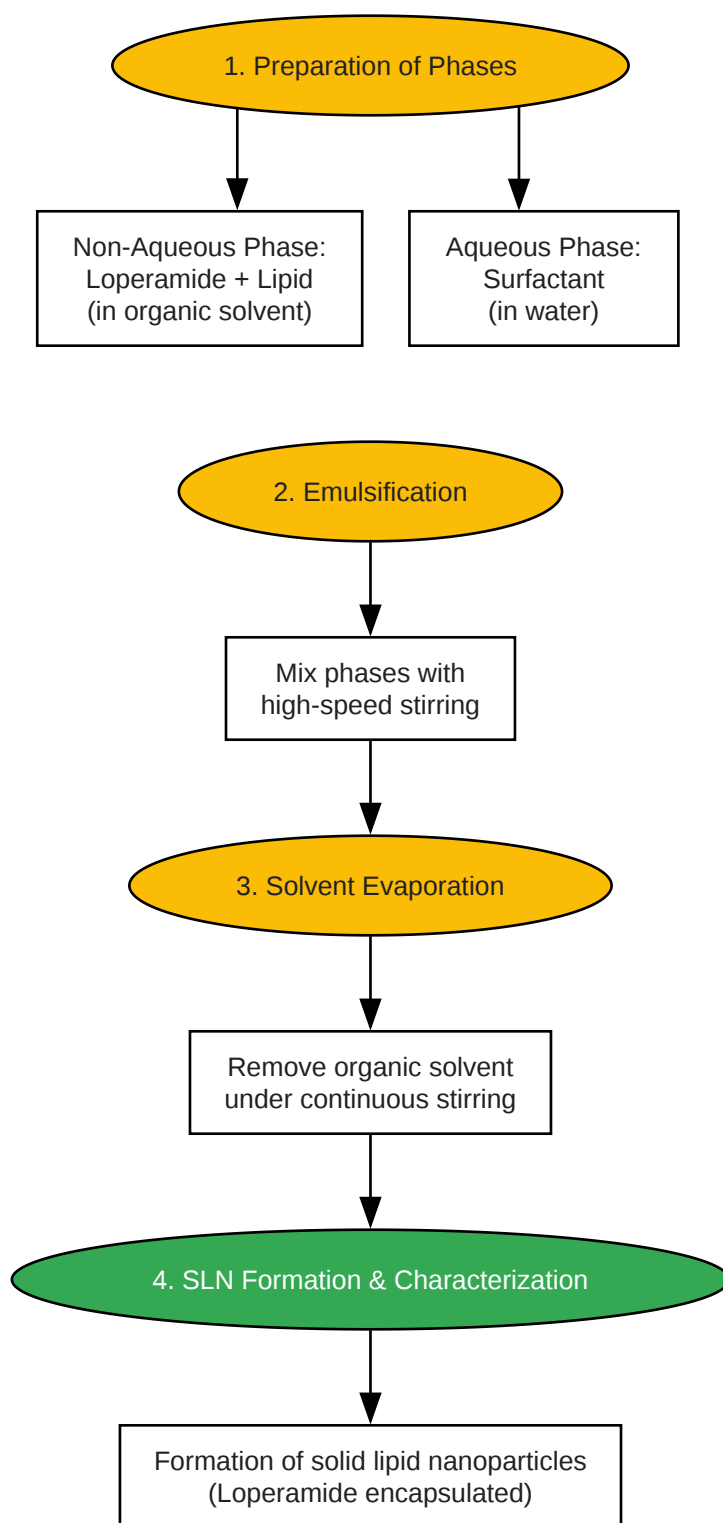 1. Preparation of Phases
Non-Aqueous Phase:
Loperamide + Lipid
(in organic solvent)
Aqueous Phase:
Surfactant
(in water)
2. Emulsification
Mix phases with
high-speed stirring
3. Solvent Evaporation
Remove organic solvent
under continuous stirring
4. SLN Formation & Characterization
Formation of solid lipid nanoparticles
(Loperamide encapsulated)